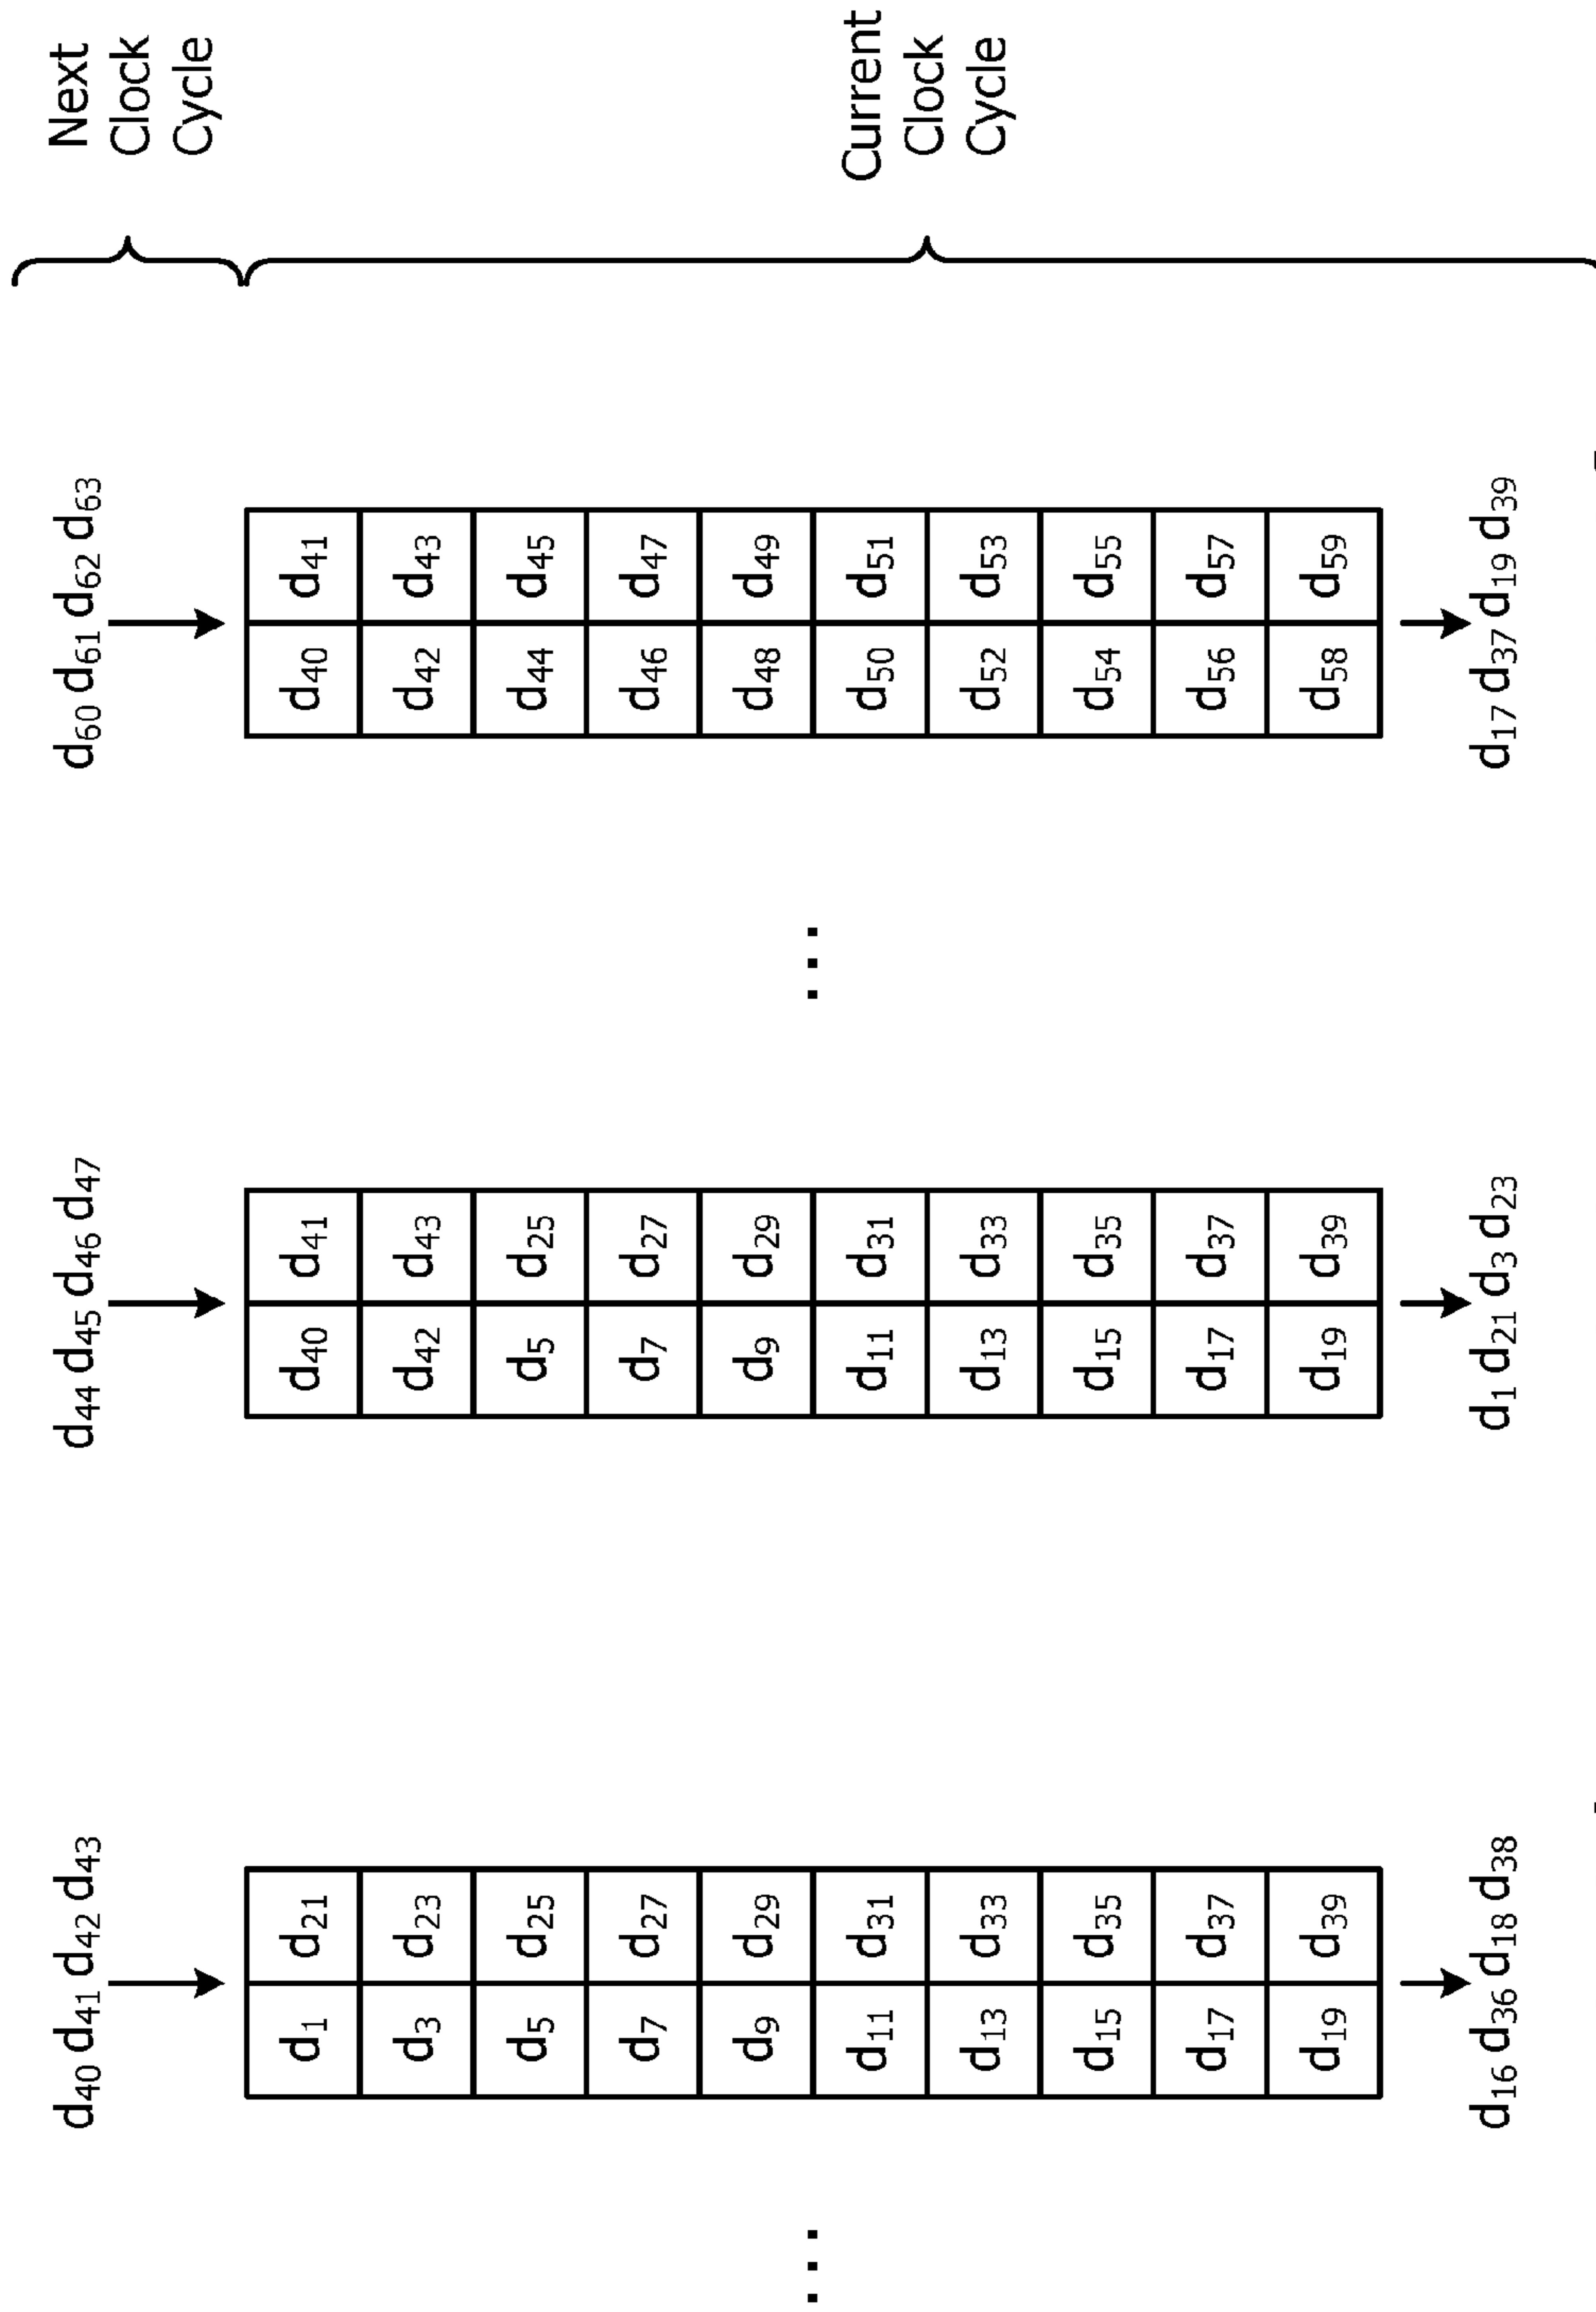 d₄₀ d₄₁ d₄₂ d₄₃
d₁ d₂₁
d₃ d₂₃
d₅ d₂₅
d₇ d₂₇
d₉ d₂₉
d₁₁ d₃₁
d₁₃ d₃₃
d₁₅ d₃₅
d₁₇ d₃₇
d₁₉ d₃₉
d₁₆ d₃₆ d₁₈ d₃₈
d₄₄ d₄₅ d₄₆ d₄₇
d₄₀ d₄₁
d₄₂ d₄₃
d₅ d₂₅
d₇ d₂₇
d₉ d₂₉
d₁₁ d₃₁
d₁₃ d₃₃
d₁₅ d₃₅
d₁₇ d₃₇
d₁₉ d₃₉
d₁ d₂₁ d₃ d₂₃
d₆₀ d₆₁ d₆₂ d₆₃
d₄₀ d₄₁
d₄₂ d₄₃
d₄₄ d₄₅
d₄₆ d₄₇
d₄₈ d₄₉
d₅₀ d₅₁
d₅₂ d₅₃
d₅₄ d₅₅
d₅₆ d₅₇
d₅₈ d₅₉
d₁₇ d₃₇ d₁₉ d₃₉
Next
Clock
Cycle
Current
Clock
Cycle